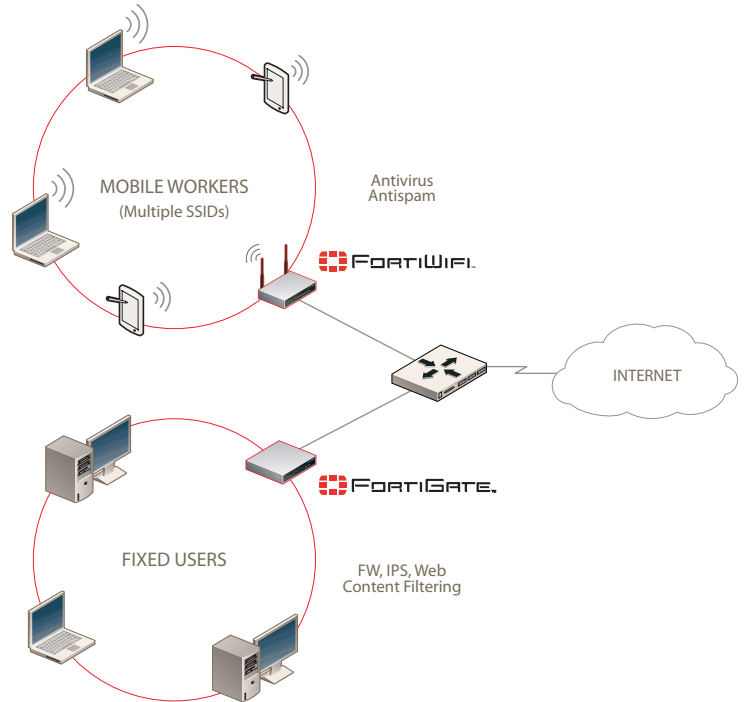 MOBILE WORKERS
(Multiple SSIDs)
Antivirus
Antispam
FORTIWIFI
INTERNET
FORTIGATE
FIXED USERS
FW, IPS, Web
Content Filtering